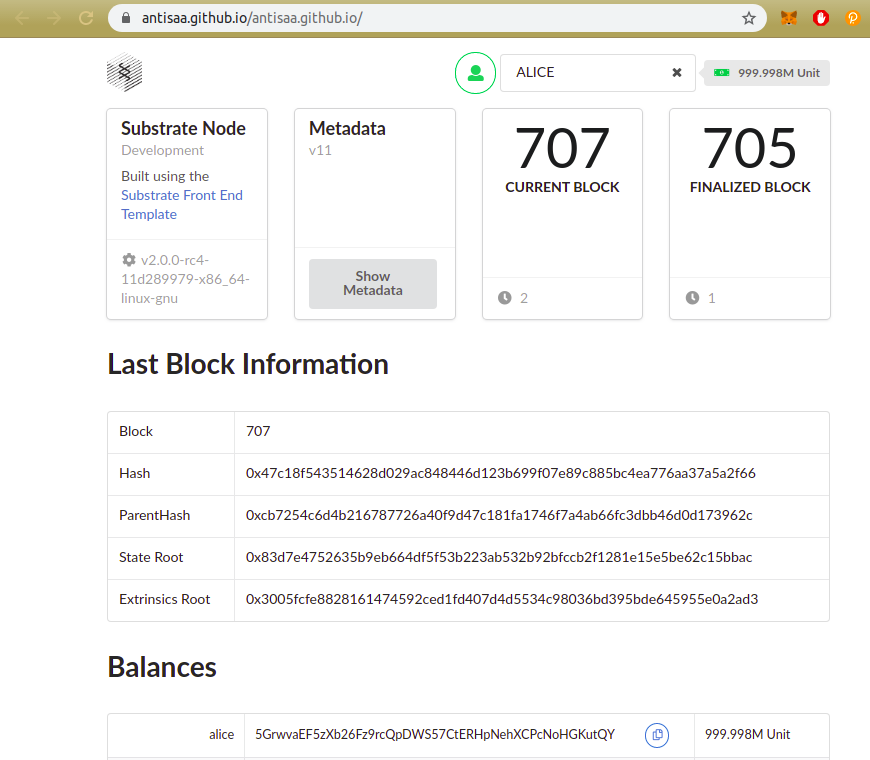 antisaa.github.io/antisaa.github.io/
ALICE
999.998M Unit
Substrate Node
Development
Built using the
Substrate Front End
Template
v2.0.0-rc4-
11d289979-x86_64-
linux-gnu
Metadata
v11
Show
Metadata
707
CURRENT BLOCK
2
705
FINALIZED BLOCK
1
Last Block Information
Block 707
Hash 0x47c18f543514628d029ac848446d123b699f07e89c885bc4ea776aa37a5a2f66
ParentHash 0xcb7254c6d4b216787726a40f9d47c181fa1746f7a4ab66fc3dbb46d0d173962c
State Root 0x83d7e4752635b9eb664df5f53b223ab532b92bfccb2f1281e15e5be62c15bbac
Extrinsics Root 0x3005fcfe8828161474592ced1fd407d4d5534c98036bd395bde645955e0a2ad3
Balances
alice 5GrwvaEF5zXb26Fz9rcQpDWS57CtERHpNehXCPcNoHGKutQY 999.998M Unit